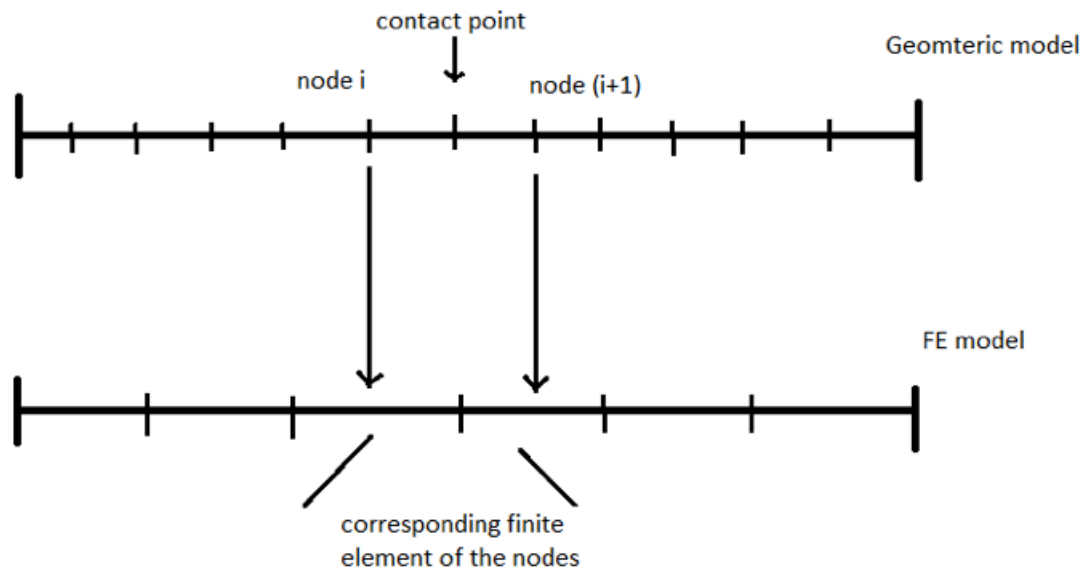 contact point
Geomteric model
node i
node (i+1)
FE model
corresponding finite
element of the nodes